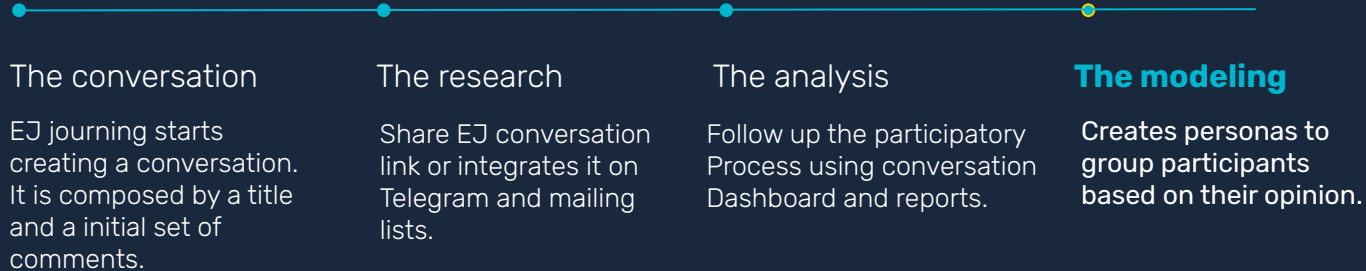 The conversation
EJ journing starts
creating a conversation.
It is composed by a title
and a initial set of
comments.
The research
Share EJ conversation
link or integrates it on
Telegram and mailing
lists.
The analysis
Follow up the participatory
Process using conversation
Dashboard and reports.
The modeling
Creates personas to
group participants
based on their opinion.